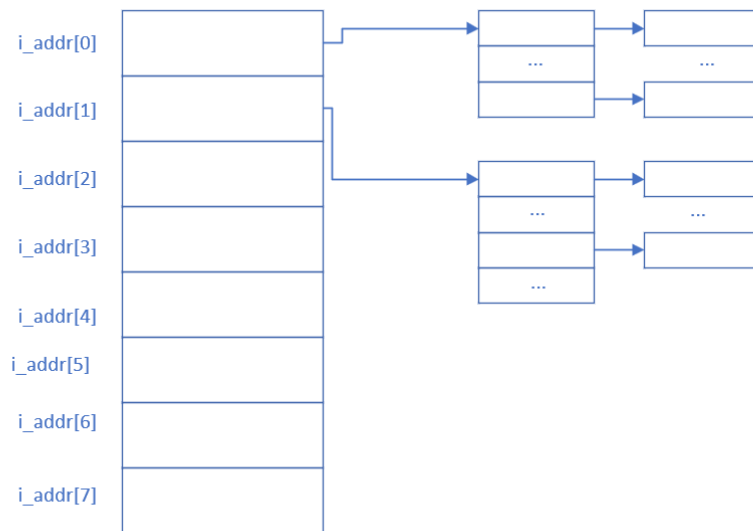 i_addr[0]
... ...
i_addr[1]
i_addr[2]
... ...
i_addr[3]
...
i_addr[4]
i_addr[5]
i_addr[6]
i_addr[7]